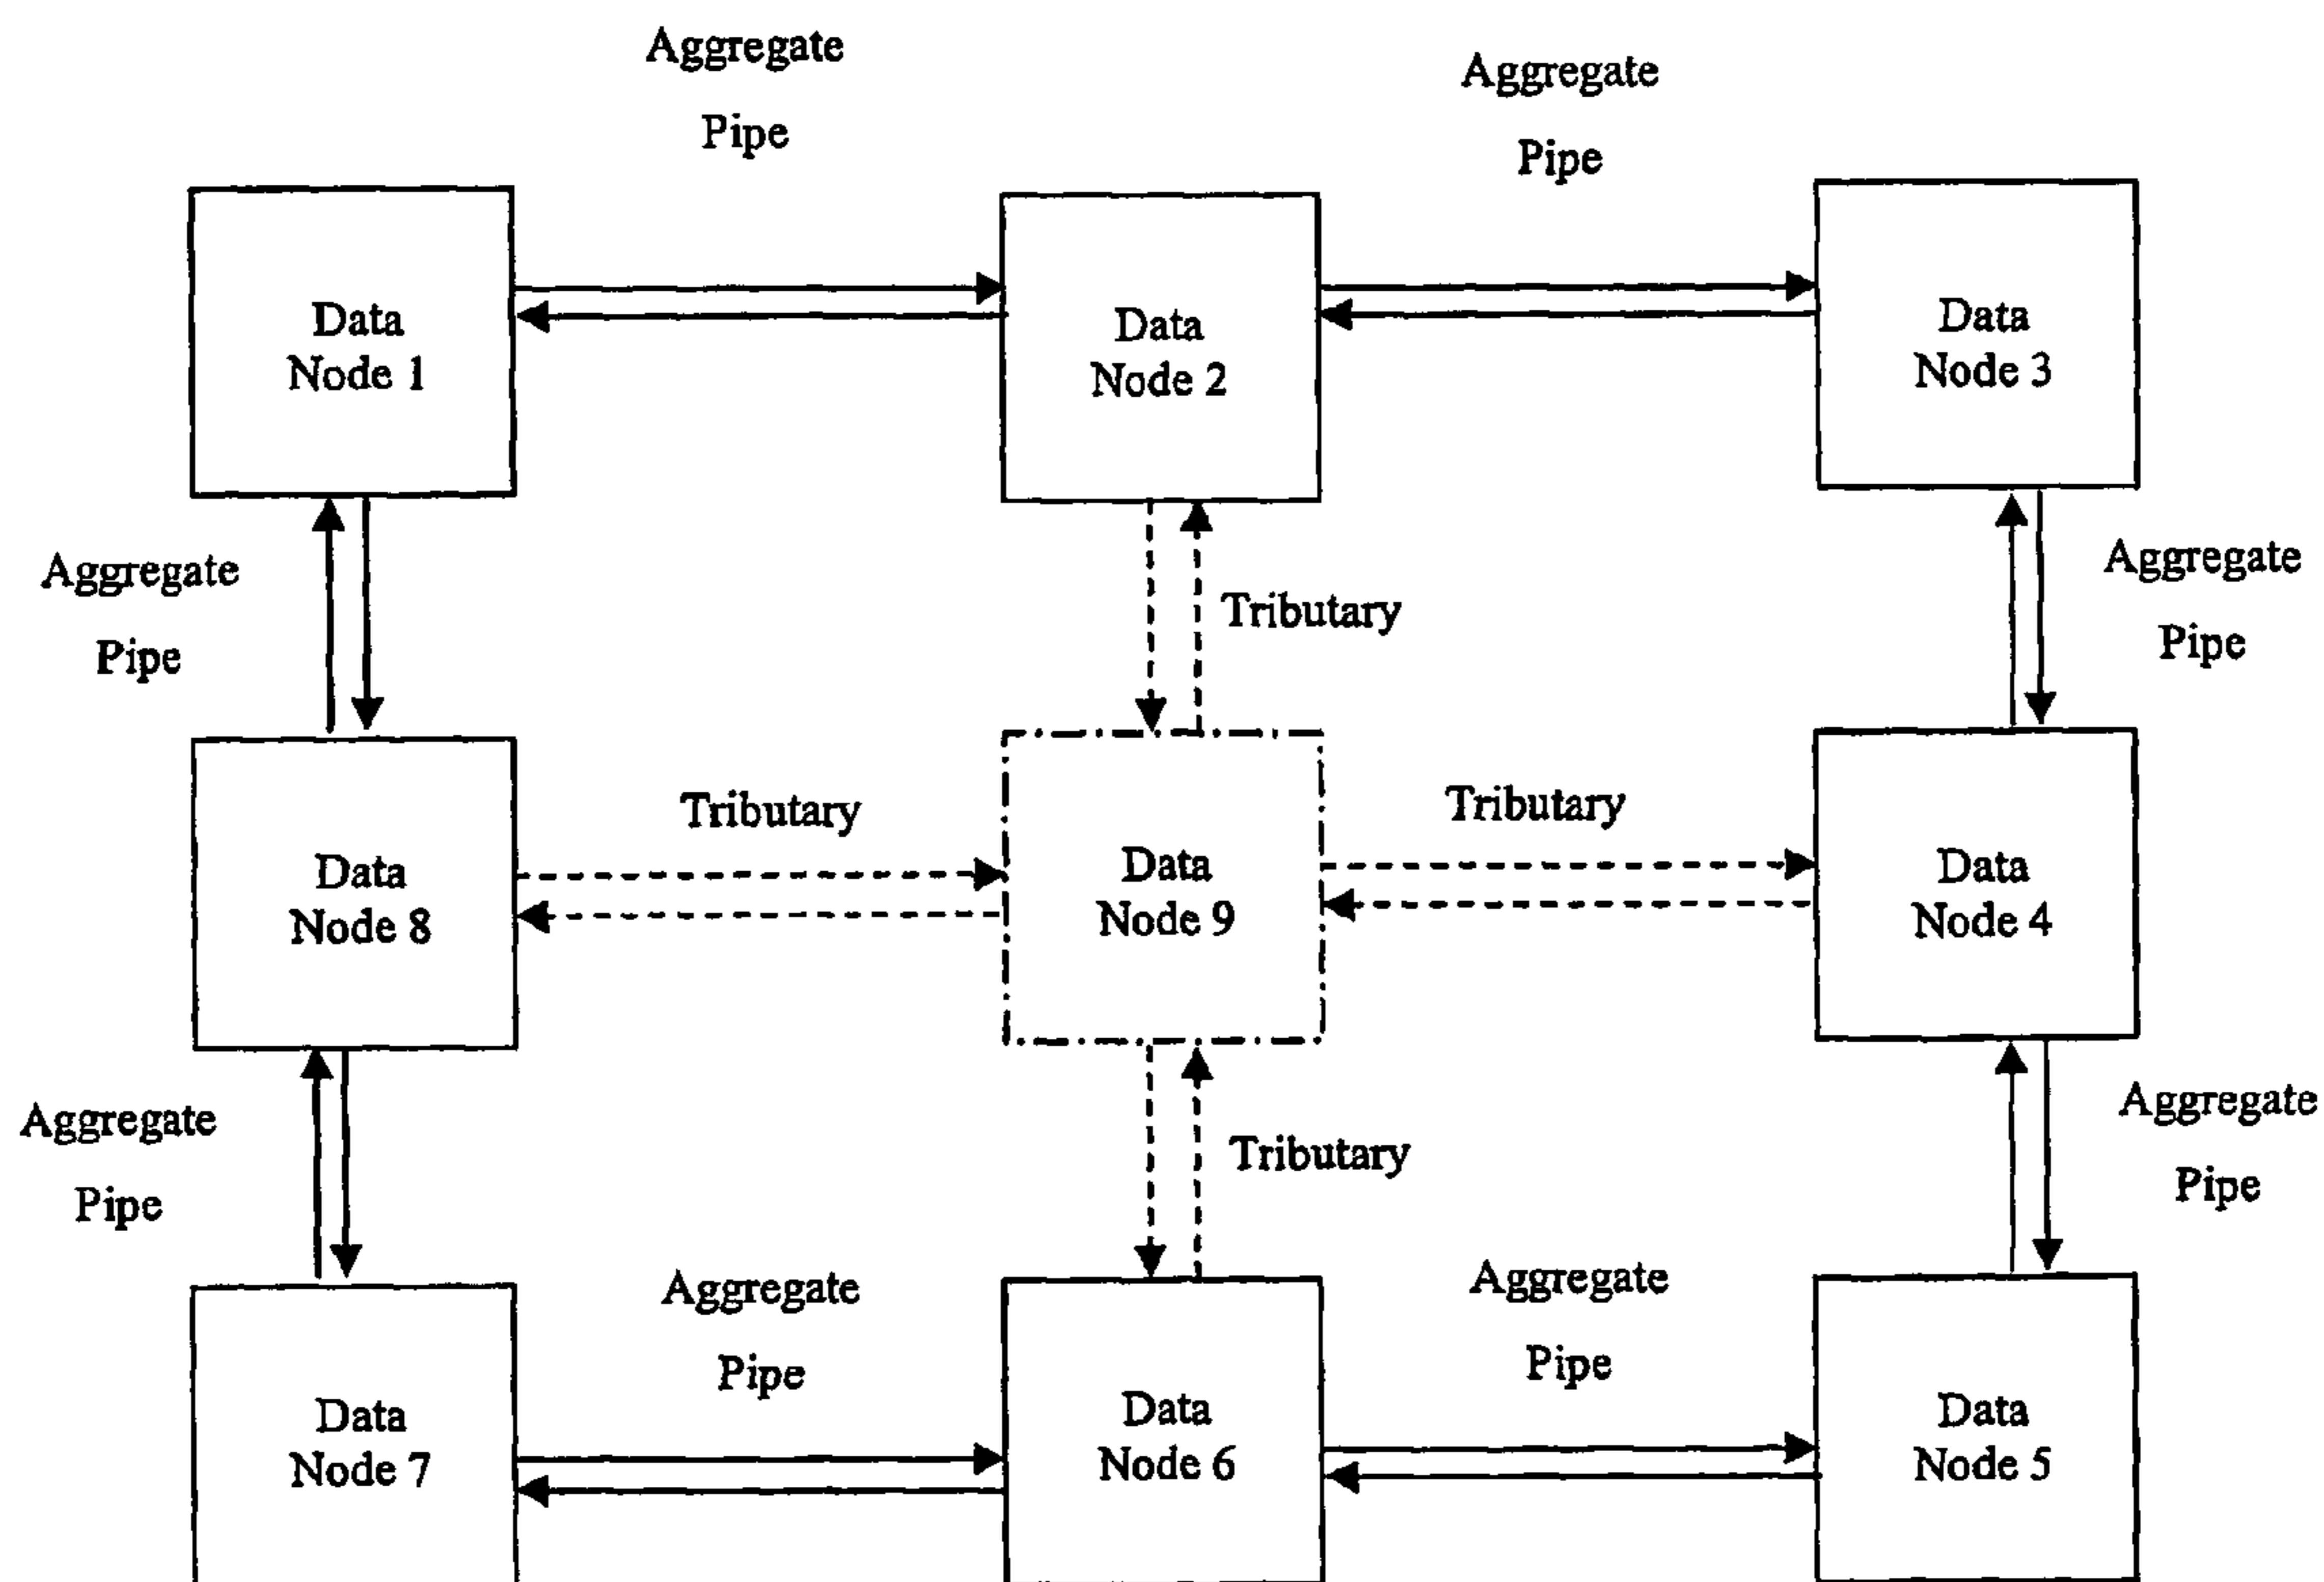 Aggregate
Pipe
Aggregate
Pipe
Data
Node 1
Data
Node 2
Data
Node 3
Aggregate
Pipe
Tributary
Aggregate
Pipe
Tributary
Tributary
Data
Node 8
Data
Node 9
Data
Node 4
Aggregate
Pipe
Tributary
Aggregate
Pipe
Aggregate
Pipe
Aggregate
Pipe
Data
Node 7
Data
Node 6
Data
Node 5